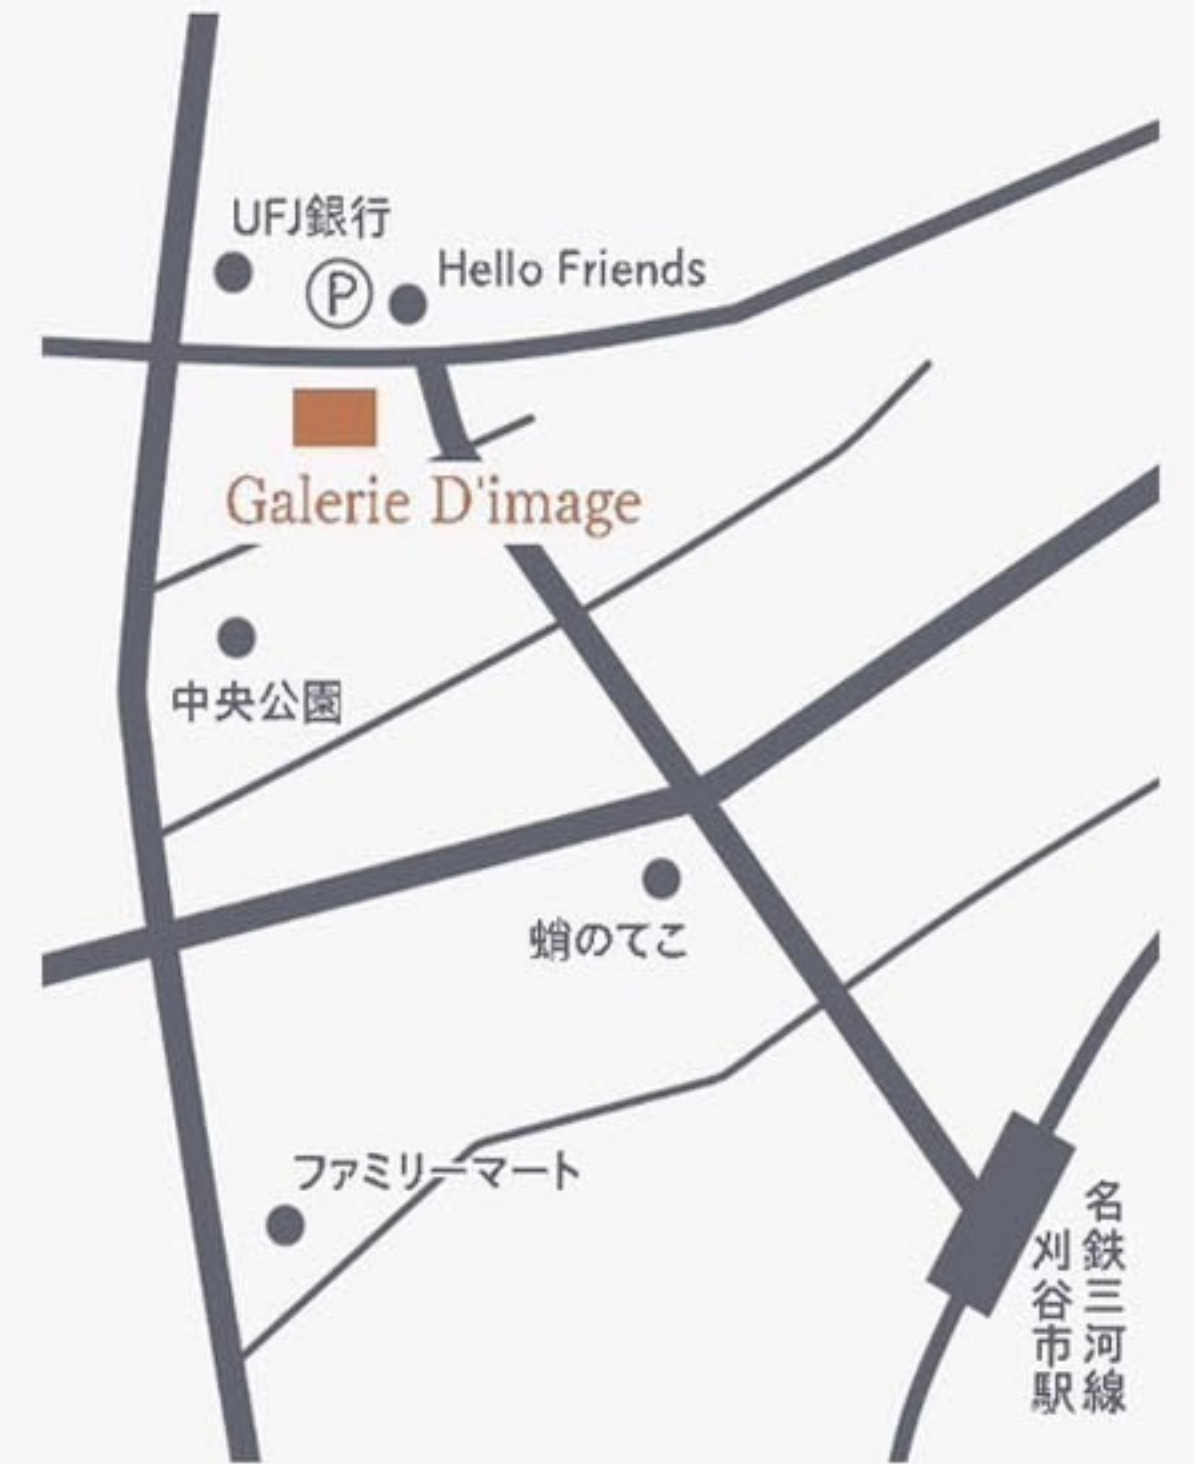 UFJ銀行
P
Hello Friends
Galerie D'image
中央公園
蛸のてこ
ファミリーマート
名鉄三河線
刈谷市駅